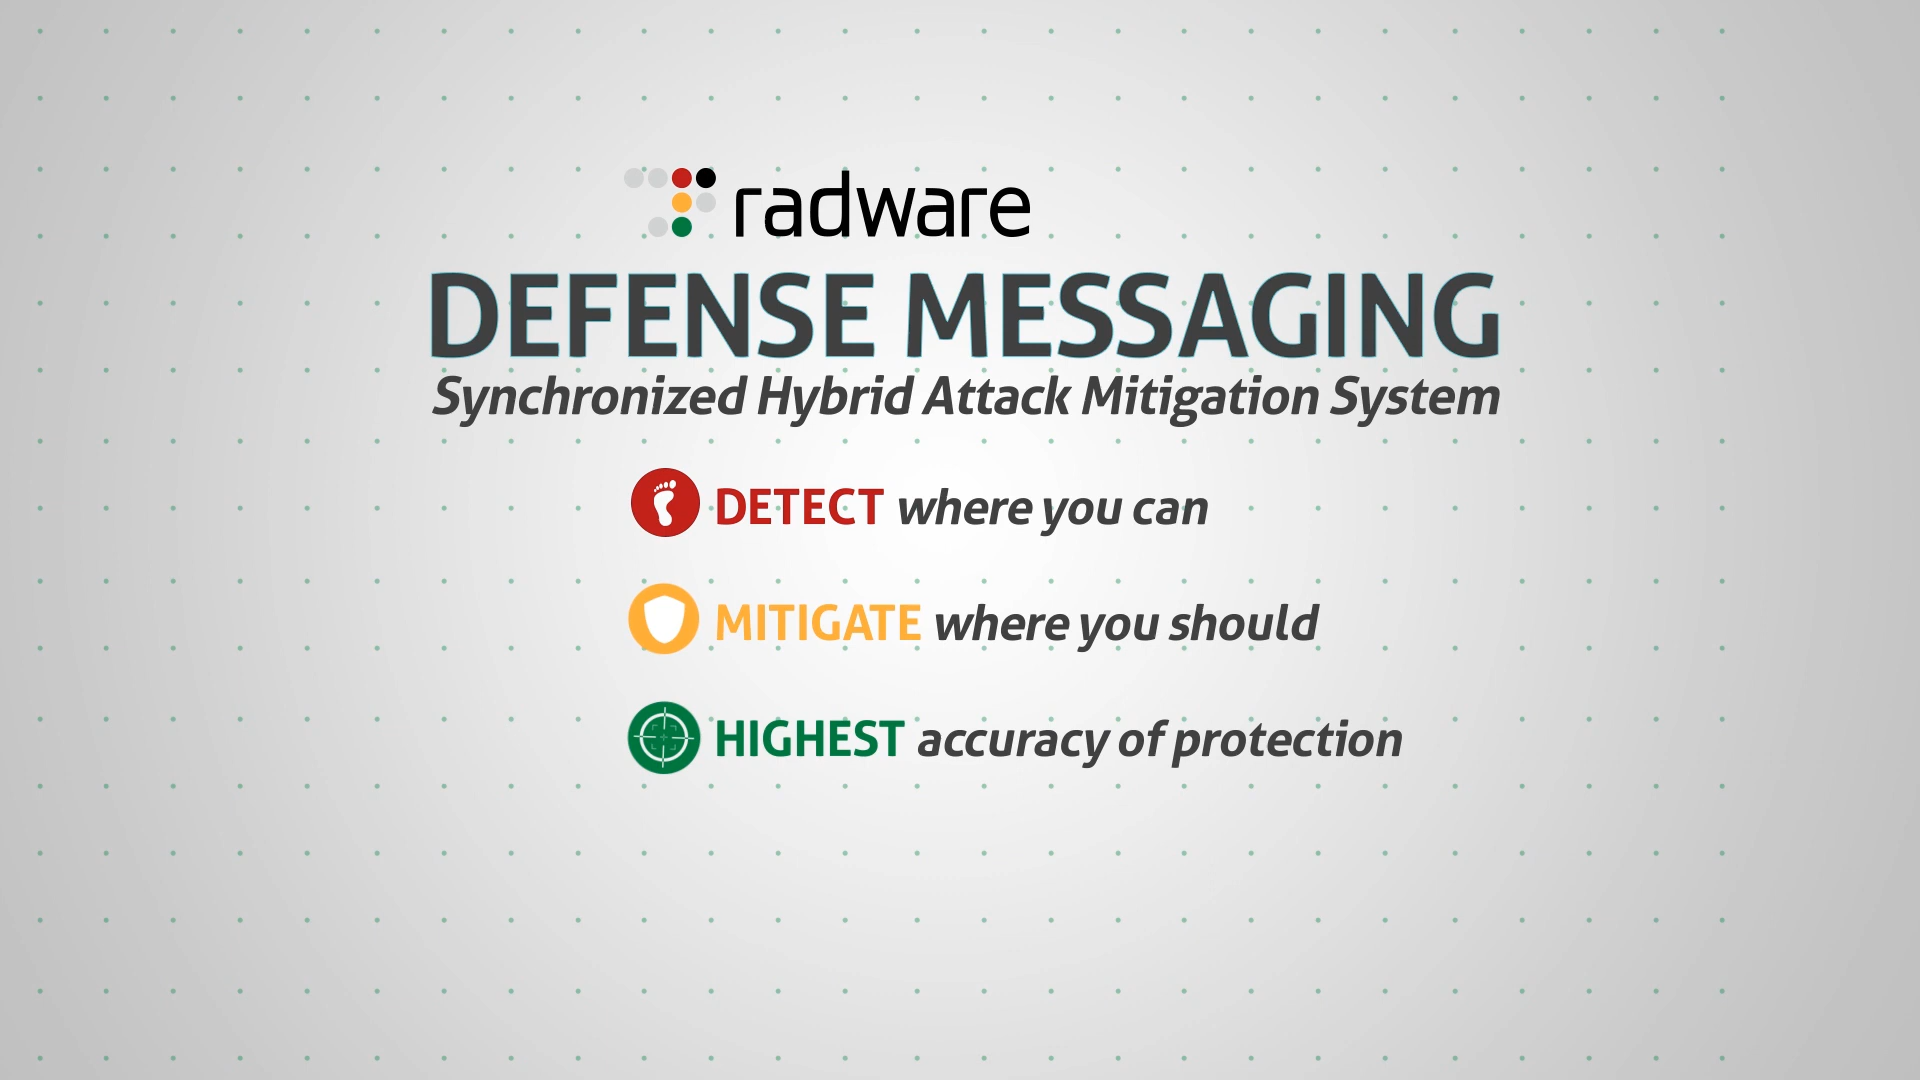 radware
DEFENSE MESSAGING
Synchronized Hybrid Attack Mitigation System
DETECT where you can
MITIGATE where you should
HIGHEST accuracy of protection